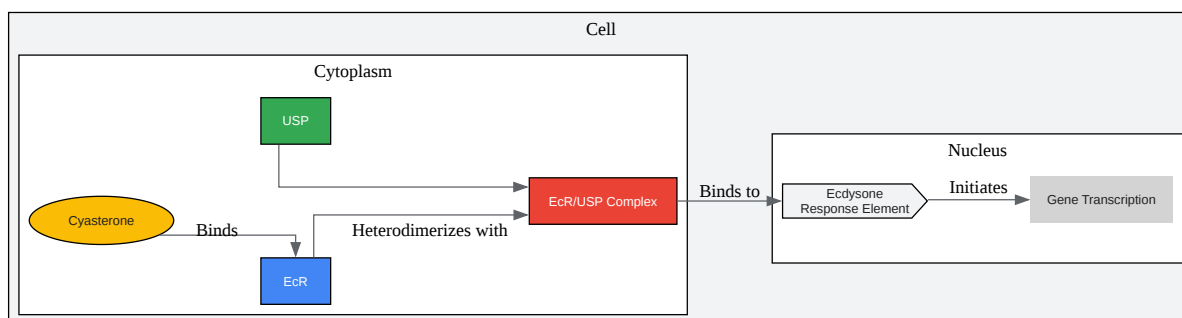 Cell
Cytoplasm
USP
Nucleus
Cyasterone
Binds
EcR
Heterodimerizes with
EcR/USP Complex
Binds to
Ecdysone
Response Element
Initiates
Gene Transcription